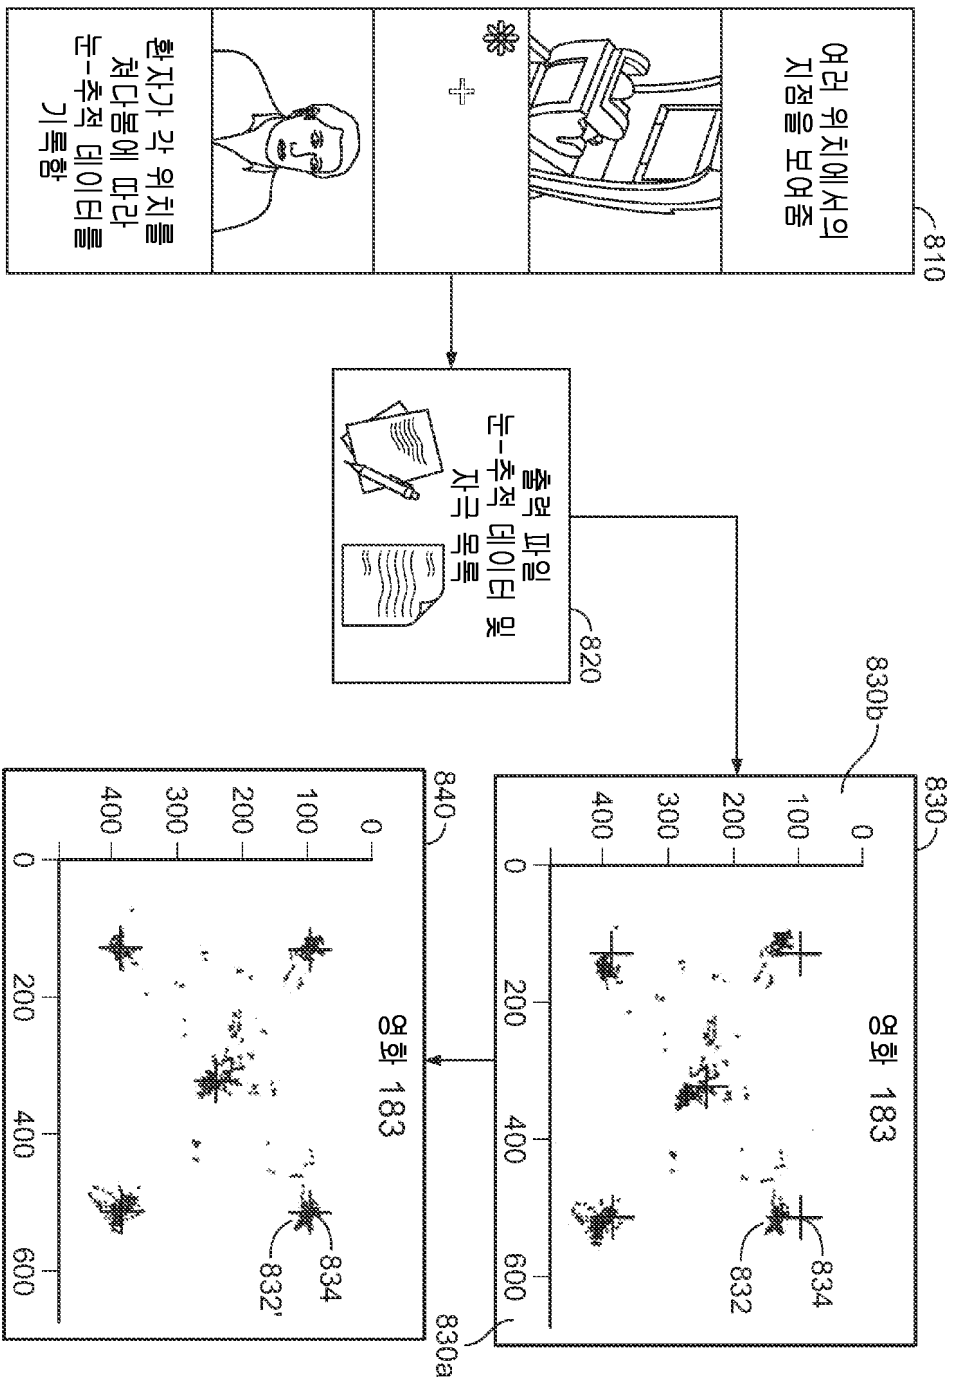 810
여러 위치에서의
지점을 보여줌
환자가 각 위치를
쳐다봄에 따라
눈-추적 데이터를
기록함
820
출력 파일
눈-추적 데이터 및
자극 목록
830
830b
영화 183
0
100
200
300
400
0
200
400
600
834
832
830a
840
영화 183
0
100
200
300
400
0
200
400
600
834
832'